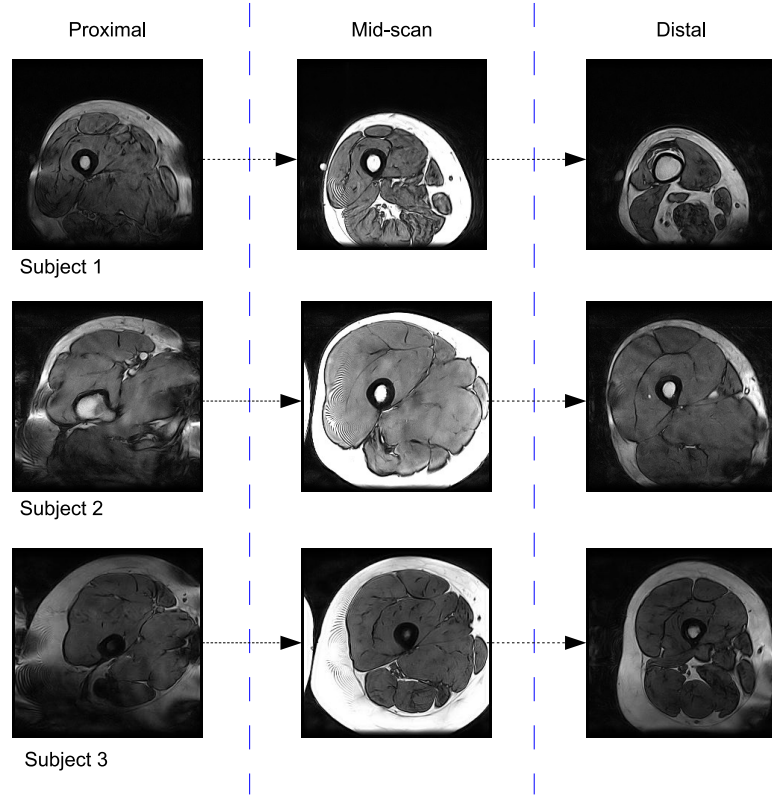 Proximal
Mid-scan
Distal
Subject 1
Subject 2
Subject 3